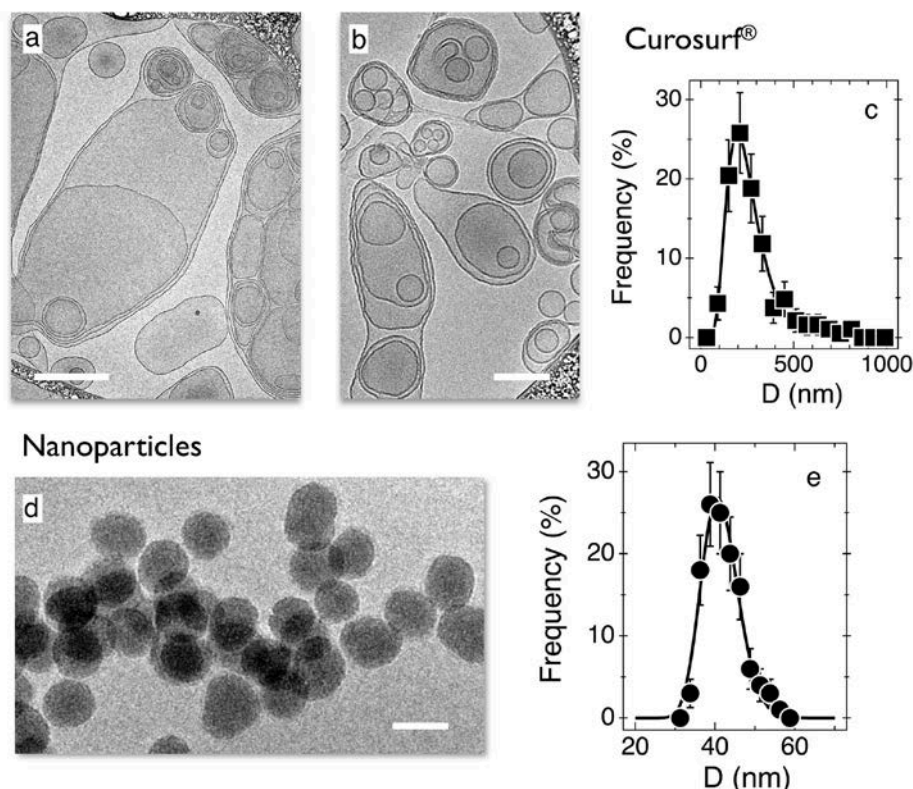 a
b
Curosurf®
c
30
20
10
0
Frequency (%)
0
500
1000
D (nm)
Nanoparticles
d
e
30
20
10
0
Frequency (%)
20
40
60
D (nm)